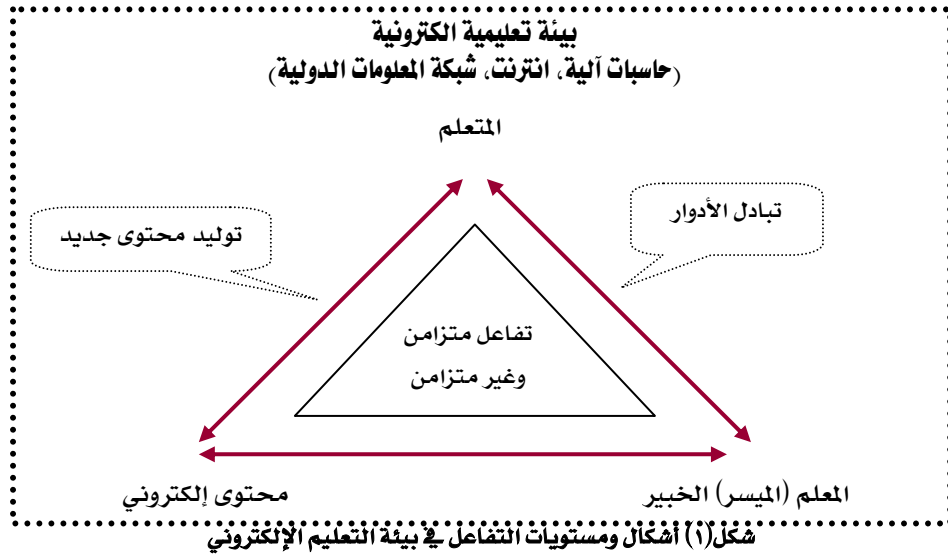 بيئة تعليمية الكترونية
(حاسبات آلية، انترنت، شبكة المعلومات الدولية)
المتعلم
تبادل الأدوار
توليد محتوى جديد
تفاعل متزامن
وغير متزامن
المعلم (الميسر) الخبير
محتوى إلكتروني
شكل(١) أشكال ومستويات التفاعل في بيئة التعليم الإلكتروني